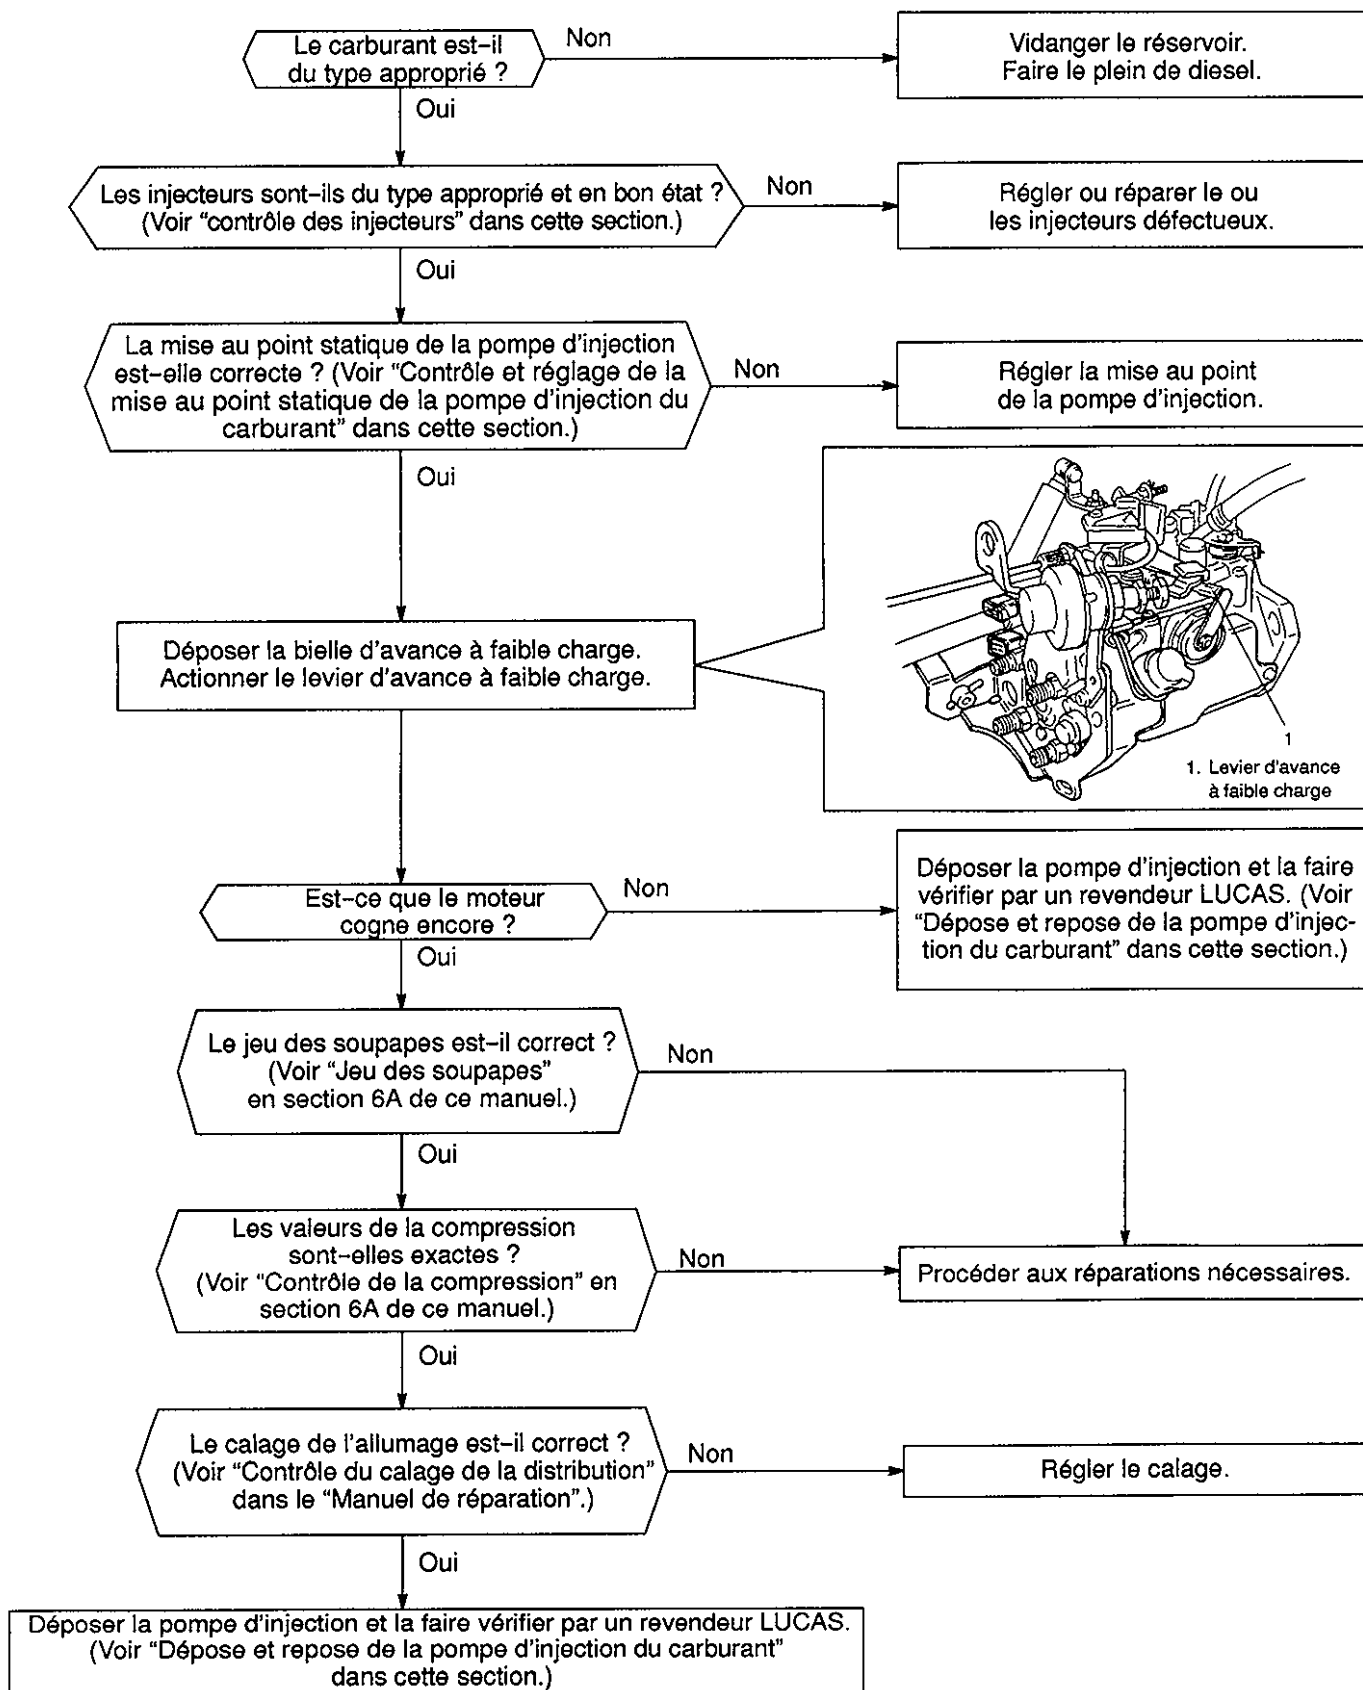 Le carburant est-il
du type approprié ?
Non
Vidanger le réservoir.
Faire le plein de diesel.
Oui
Les injecteurs sont-ils du type approprié et en bon état ?
(Voir “contrôle des injecteurs” dans cette section.)
Non
Régler ou réparer le ou
les injecteurs défectueux.
Oui
La mise au point statique de la pompe d'injection
est-elle correcte ? (Voir “Contrôle et réglage de la
mise au point statique de la pompe d'injection du
carburant” dans cette section.)
Non
Régler la mise au point
de la pompe d'injection.
Oui
Déposer la bielle d'avance à faible charge.
Actionner le levier d'avance à faible charge.
1
1. Levier d'avance
à faible charge
Est-ce que le moteur
cogne encore ?
Non
Déposer la pompe d'injection et la faire
vérifier par un revendeur LUCAS. (Voir
“Dépose et repose de la pompe d'injec-
tion du carburant” dans cette section.)
Oui
Le jeu des soupapes est-il correct ?
(Voir “Jeu des soupapes”
en section 6A de ce manuel.)
Non
Oui
Les valeurs de la compression
sont-elles exactes ?
(Voir “Contrôle de la compression” en
section 6A de ce manuel.)
Non
Procéder aux réparations nécessaires.
Oui
Le calage de l'allumage est-il correct ?
(Voir “Contrôle du calage de la distribution”
dans le “Manuel de réparation”.)
Non
Régler le calage.
Oui
Déposer la pompe d'injection et la faire vérifier par un revendeur LUCAS.
(Voir “Dépose et repose de la pompe d'injection du carburant”
dans cette section.)